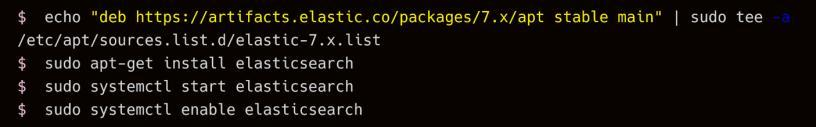 $ echo "deb https://artifacts.elastic.co/packages/7.x/apt stable main" | sudo tee -a
/etc/apt/sources.list.d/elastic-7.x.list
$ sudo apt-get install elasticsearch
$ sudo systemctl start elasticsearch
$ sudo systemctl enable elasticsearch